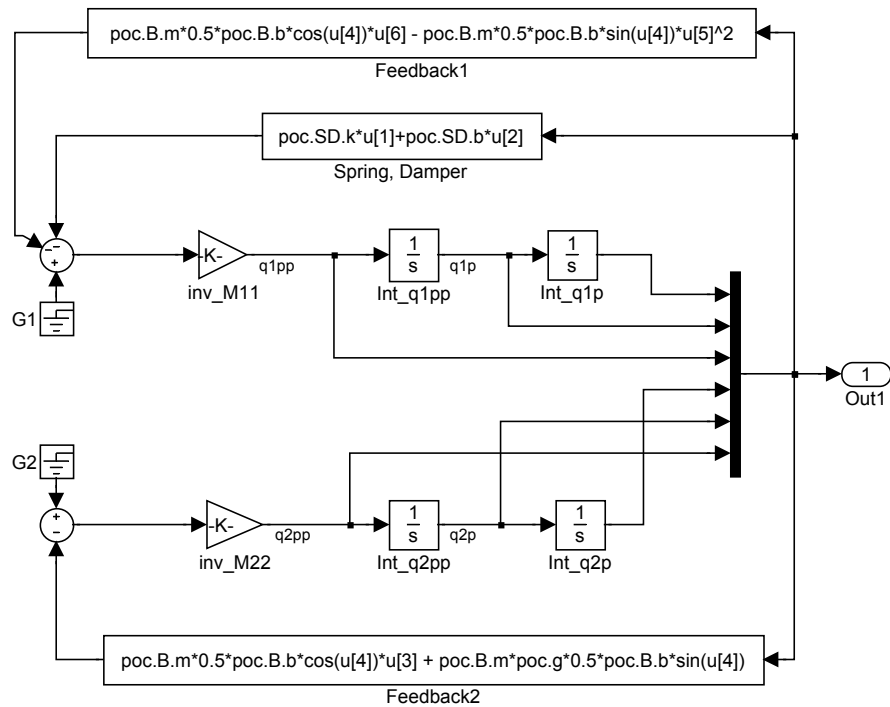 poc.B.m*0.5*poc.B.b*cos(u[4])*u[6] - poc.B.m*0.5*poc.B.b*sin(u[4])*u[5]^2
Feedback1
poc.SD.k*u[1]+poc.SD.b*u[2]
Spring, Damper
-K-
q1pp
inv_M11
1
s
Int_q1pp
q1p
1
s
Int_q1p
G1
1
Out1
G2
-K-
q2pp
inv_M22
1
s
Int_q2pp
q2p
1
s
Int_q2p
poc.B.m*0.5*poc.B.b*cos(u[4])*u[3] + poc.B.m*poc.g*0.5*poc.B.b*sin(u[4])
Feedback2